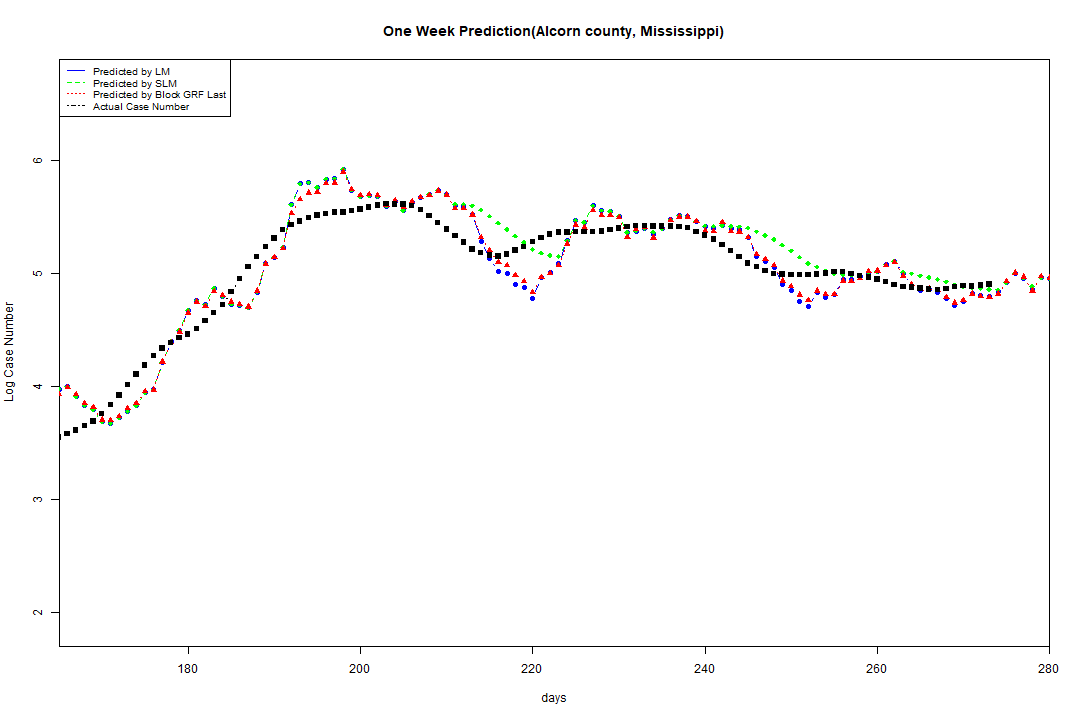 One Week Prediction(Alcorn county, Mississippi)
Predicted by LM
Predicted by SLM
Predicted by Block GRF Last
Actual Case Number
6
5
4
3
2
Log Case Number
180
200
220
240
260
280
days